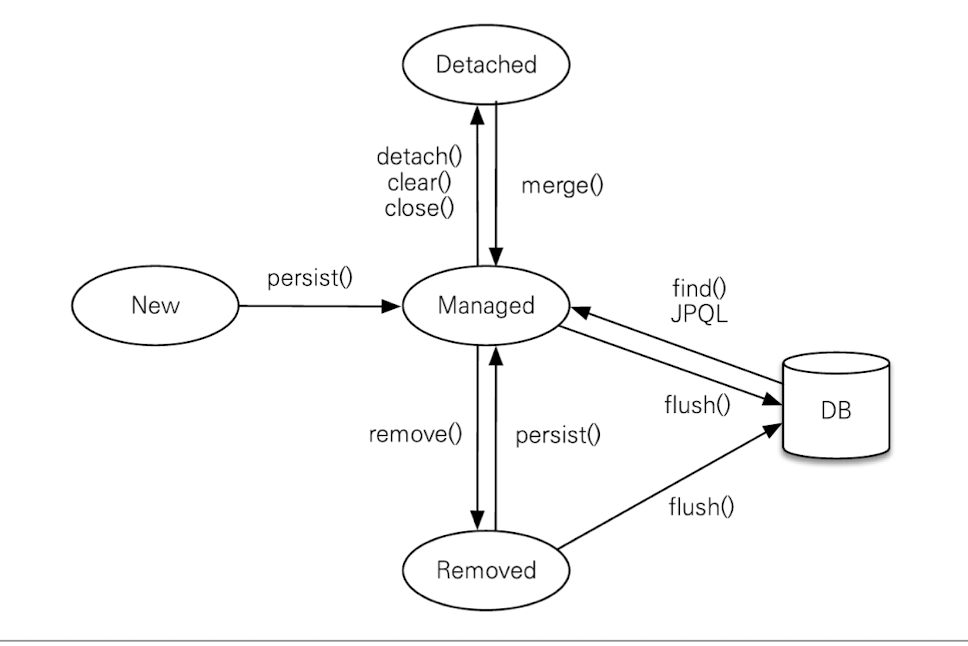 Detached
detach()
clear()
close()
merge()
New
persist()
Managed
find()
JPQL
flush()
DB
remove()
persist()
flush()
Removed